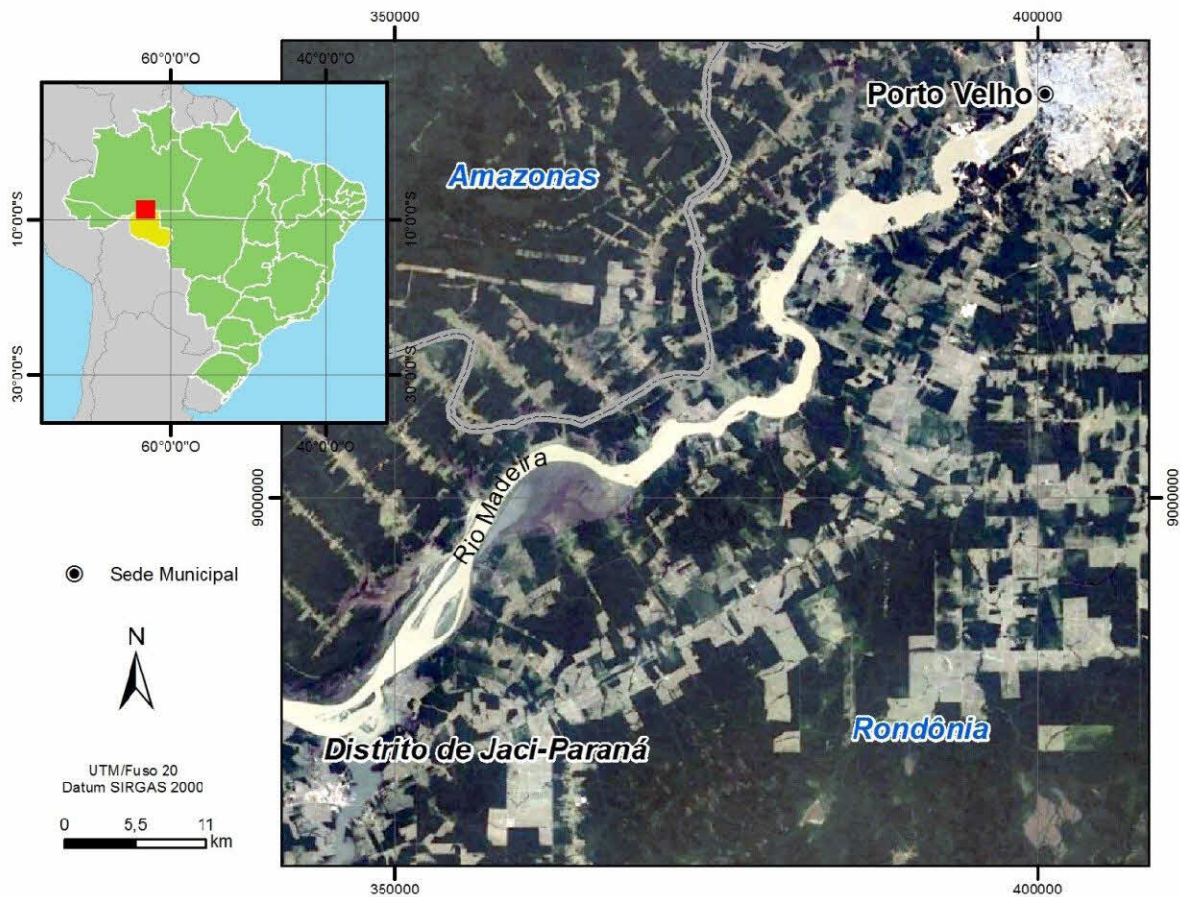 350000
400000
60°0'0"O
40°0'0"O
Porto Velho
Amazonas
10°0'0"S
10°0'0"S
30°0'0"S
30°0'0"S
60°0'0"O
40°0'0"O
Rio Madeira
9000000
9000000
Sede Municipal
N
Rondônia
Distrito de Jaci-Paraná
UTM/Fuso 20
Datum SIRGAS 2000
0 5,5 11
km
350000
400000